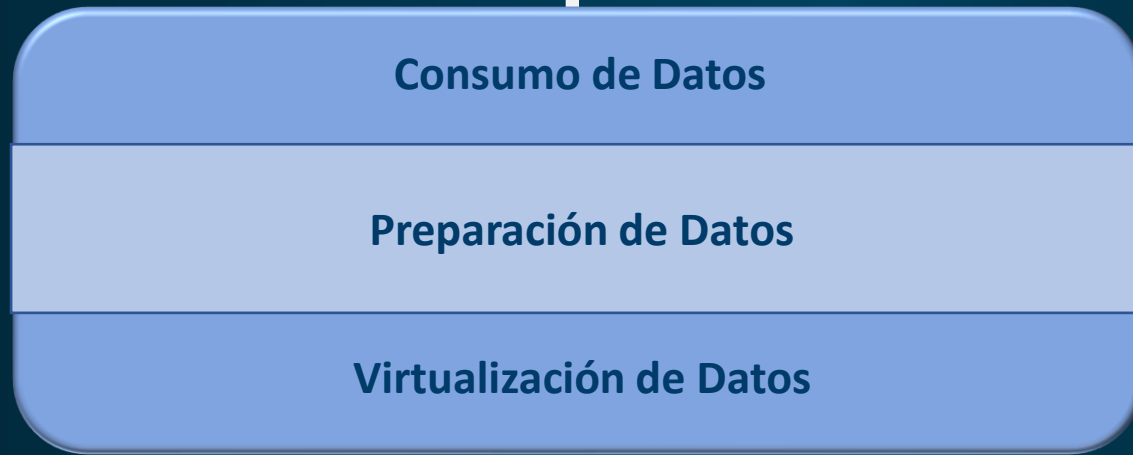 Consumo de Datos
Preparación de Datos
Virtualización de Datos